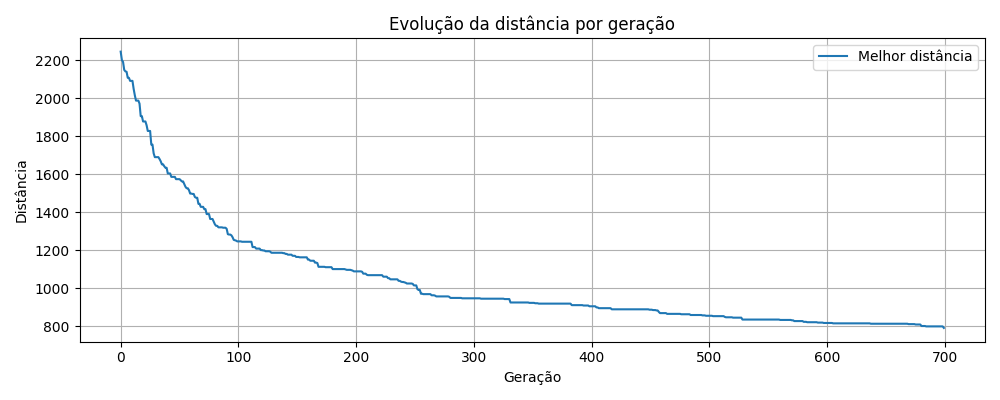 Evolução da distância por geração
Melhor distância
Distância
2200
2000
1800
1600
1400
1200
1000
800
0 100 200 300 400 500 600 700
Geração